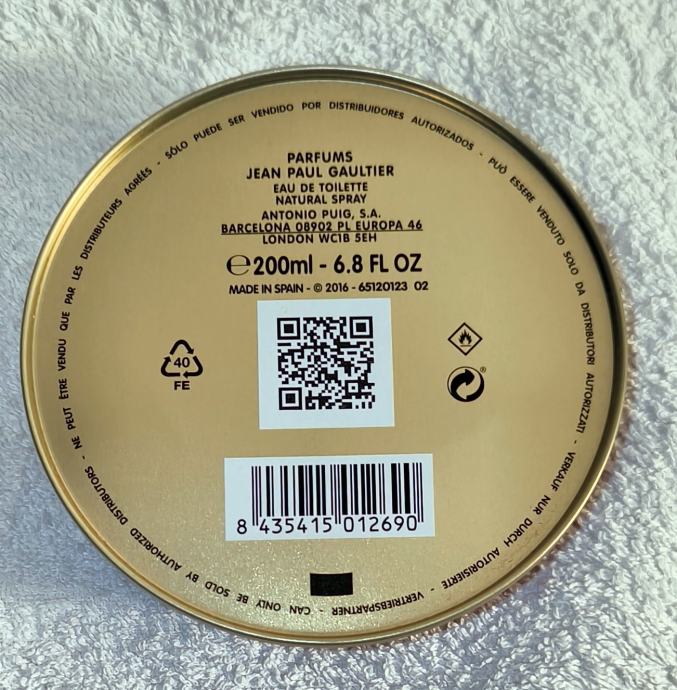 SÓLO PUEDE SER VENDIDO POR DISTRIBUIDORES AUTORIZADOS - PUÒ ESSERE VENDUTO SOLO DA DISTRIBUTORI AUTORIZZATI - VERKAUF NUR DURCH AUTORISIERTE - VERTRIEBSPARTNER - CAN ONLY BE SOLD BY AUTHORIZED DISTRIBUTORS - NE PEUT ÊTRE VENDU QUE PAR LES DISTRIBUTEURS AGRÉÉS -
PARFUMS
JEAN PAUL GAULTIER
EAU DE TOILETTE
NATURAL SPRAY
ANTONIO PUIG, S.A.
BARCELONA 08902 PL EUROPA 46
LONDON WC1B 5EH
℮ 200ml - 6.8 FL OZ
MADE IN SPAIN - © 2016 - 65120123 02
40
FE
®
8 435415 012690